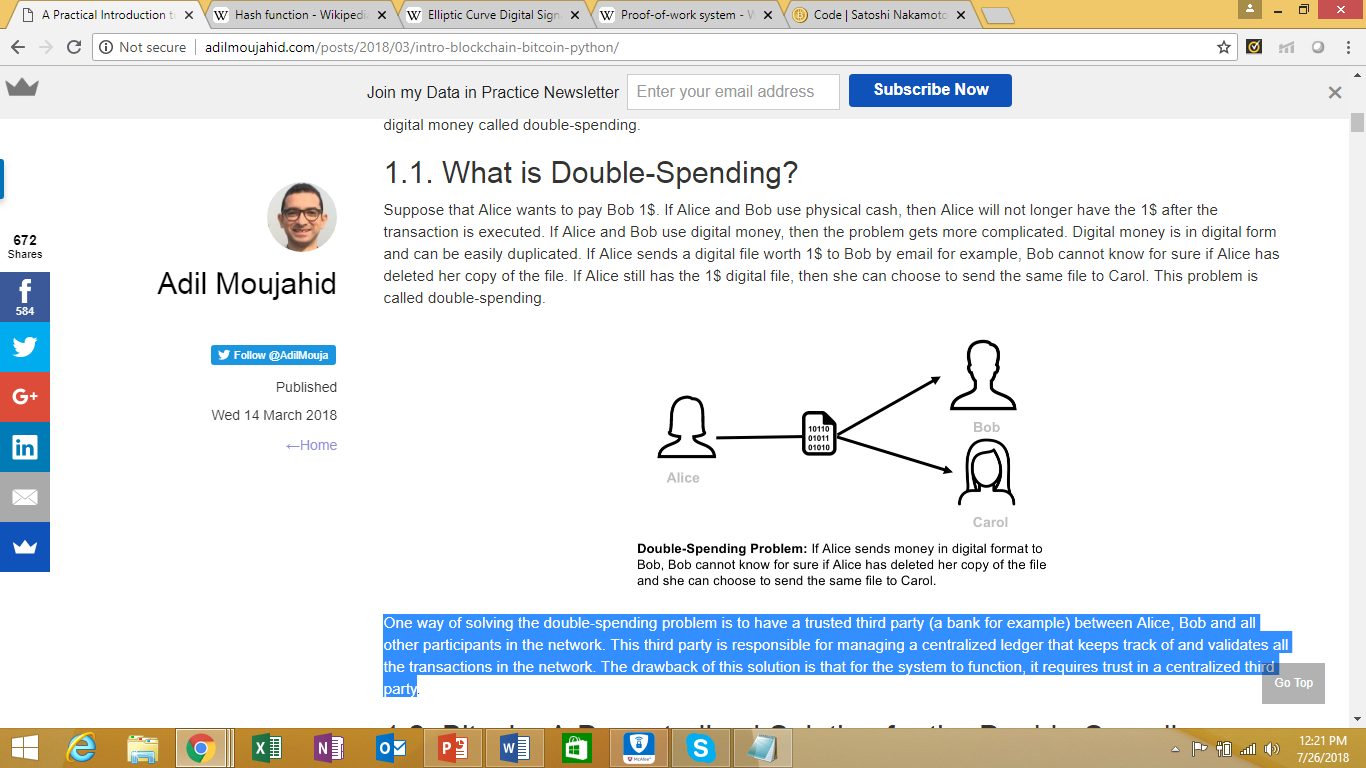 A Practical Introduction t
Hash function - Wikipedi
Elliptic Curve Digital Sign
Proof-of-work system - W
Code | Satoshi Nakamoto
Not secure | adilmoujahid.com/posts/2018/03/intro-blockchain-bitcoin-python/
Join my Data in Practice Newsletter
Enter your email address
Subscribe Now
digital money called double-spending.
1.1. What is Double-Spending?
Suppose that Alice wants to pay Bob 1$. If Alice and Bob use physical cash, then Alice will not longer have the 1$ after the
transaction is executed. If Alice and Bob use digital money, then the problem gets more complicated. Digital money is in digital form
and can be easily duplicated. If Alice sends a digital file worth 1$ to Bob by email for example, Bob cannot know for sure if Alice has
deleted her copy of the file. If Alice still has the 1$ digital file, then she can choose to send the same file to Carol. This problem is
called double-spending.
672
Shares
f
584
G+
in
Adil Moujahid
Follow @AdilMouja
Published
Wed 14 March 2018
←Home
10110
01011
01010
Alice
Bob
Carol
Double-Spending Problem: If Alice sends money in digital format to
Bob, Bob cannot know for sure if Alice has deleted her copy of the file
and she can choose to send the same file to Carol.
One way of solving the double-spending problem is to have a trusted third party (a bank for example) between Alice, Bob and all
other participants in the network. This third party is responsible for managing a centralized ledger that keeps track of and validates all
the transactions in the network. The drawback of this solution is that for the system to function, it requires trust in a centralized third
party.
Go Top
12:21 PM
7/26/2018